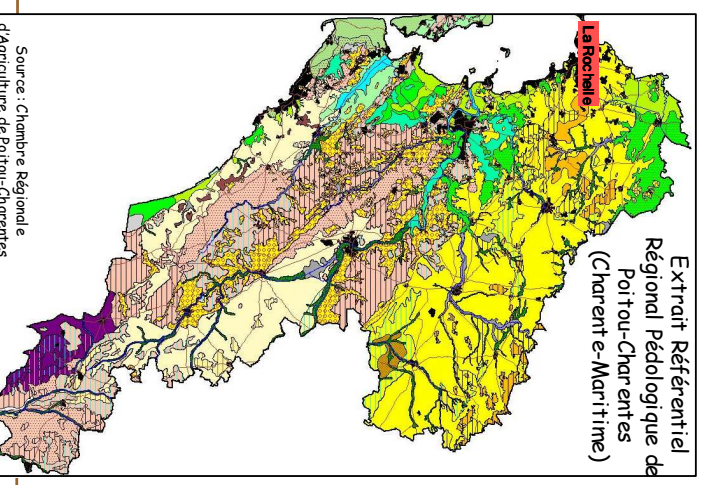 Extrait Référentiel
Régional Pédologique de
Poitou-Charentes
(Charente-Maritime)
La Rochelle
Source : Chambre Régionale
d'Agriculture de Poitou-Charentes